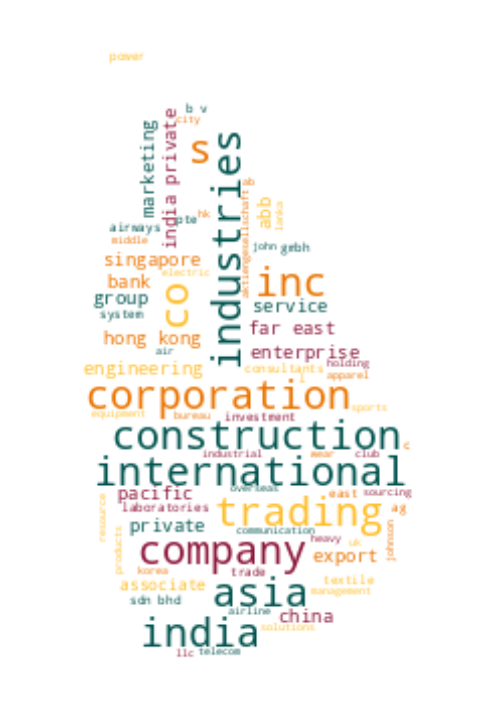 power
b v
city
marketing
india private
s
industries
pte
hk
airways
middle
aktiengesellschaft
abb
lanka
john
gmbh
singapore
electric
bank
co
inc
group
service
system
far east
hong kong
air
enterprise
holding
engineering
consultants
apparel
corporation
sports
equipment
bureau
investment
construction
c
industrial
wear
club
international
overseas
pacific
east
sourcing
laboratories
trading
ag
resource
private
communication
johnson
products
company
heavy
uk
export
korea
trade
associate
asia
textile
management
sdn bhd
airline
china
india
solutions
llc
telecom